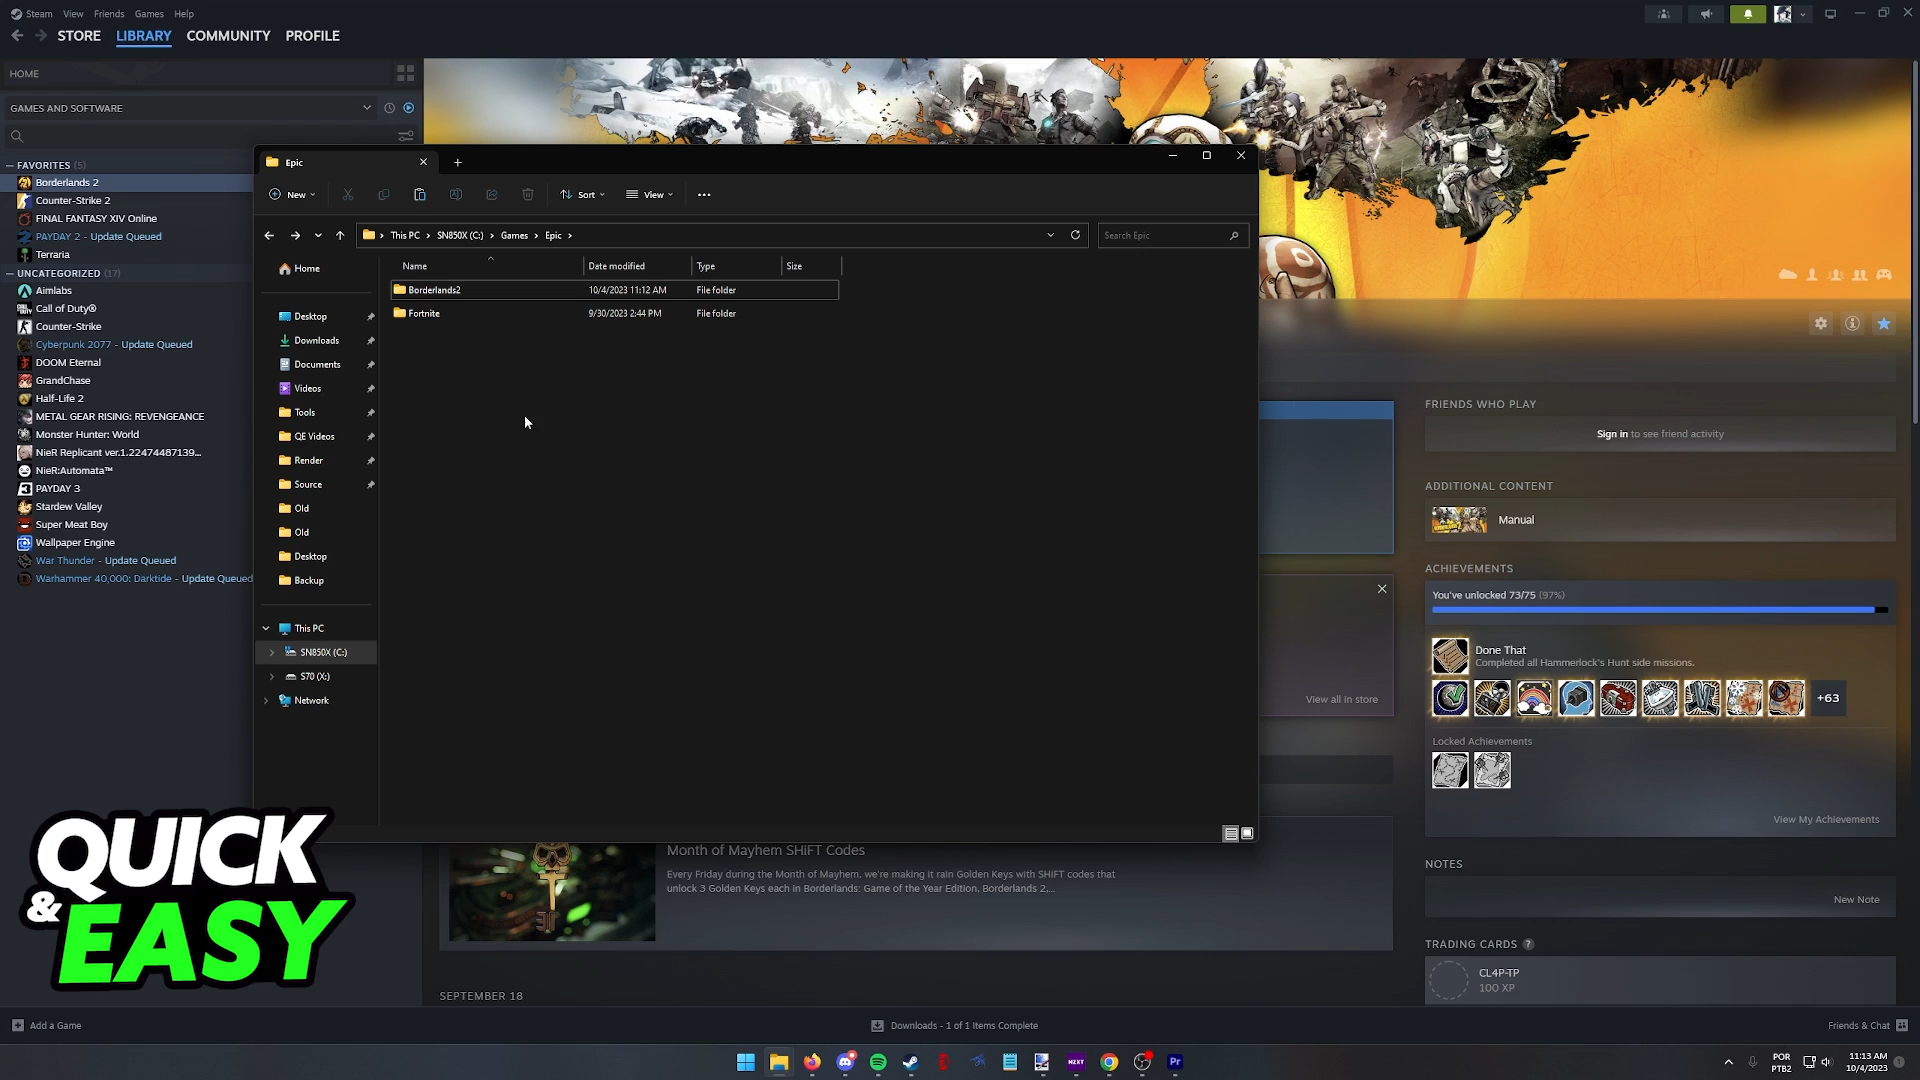 Steam View Friends Games Help
STORE LIBRARY COMMUNITY PROFILE
HOME
GAMES AND SOFTWARE
FAVORITES (5)
Borderlands 2
Counter-Strike 2
FINAL FANTASY XIV Online
PAYDAY 2 - Update Queued
Terraria
UNCATEGORIZED (17)
Aimlabs
Call of Duty®
Counter-Strike
Cyberpunk 2077 - Update Queued
DOOM Eternal
GrandChase
Half-Life 2
METAL GEAR RISING: REVENGEANCE
Monster Hunter: World
NieR Replicant ver.1.22474487139...
NieR:Automata™
PAYDAY 3
Stardew Valley
Super Meat Boy
Wallpaper Engine
War Thunder - Update Queued
Warhammer 40,000: Darktide - Update Queued
Epic
New Sort View
This PC SN850X (C:) Games Epic
Search Epic
Name Date modified Type Size
Borderlands2 10/4/2023 11:12 AM File folder
Fortnite 9/30/2023 2:44 PM File folder
Home
Desktop
Downloads
Documents
Videos
Tools
QE Videos
Render
Source
Old
Old
Desktop
Backup
This PC
SN850X (C:)
S70 (X:)
Network
FRIENDS WHO PLAY
Sign in to see friend activity
ADDITIONAL CONTENT
Manual
ACHIEVEMENTS
You've unlocked 73/75 (97%)
Done That
Completed all Hammerlock's Hunt side missions.
+63
Locked Achievements
View My Achievements
View all in store
NOTES
New Note
TRADING CARDS ?
CL4P-TP
100 XP
Month of Mayhem SHiFT Codes
Every Friday during the Month of Mayhem, we're making it rain Golden Keys with SHiFT codes that
unlock 3 Golden Keys each in Borderlands: Game of the Year Edition, Borderlands 2,...
SEPTEMBER 18
QUICK
& EASY
Add a Game
Downloads - 1 of 1 Items Complete
Friends & Chat
NZXT
Pr
POR
PTB2
11:13 AM
10/4/2023